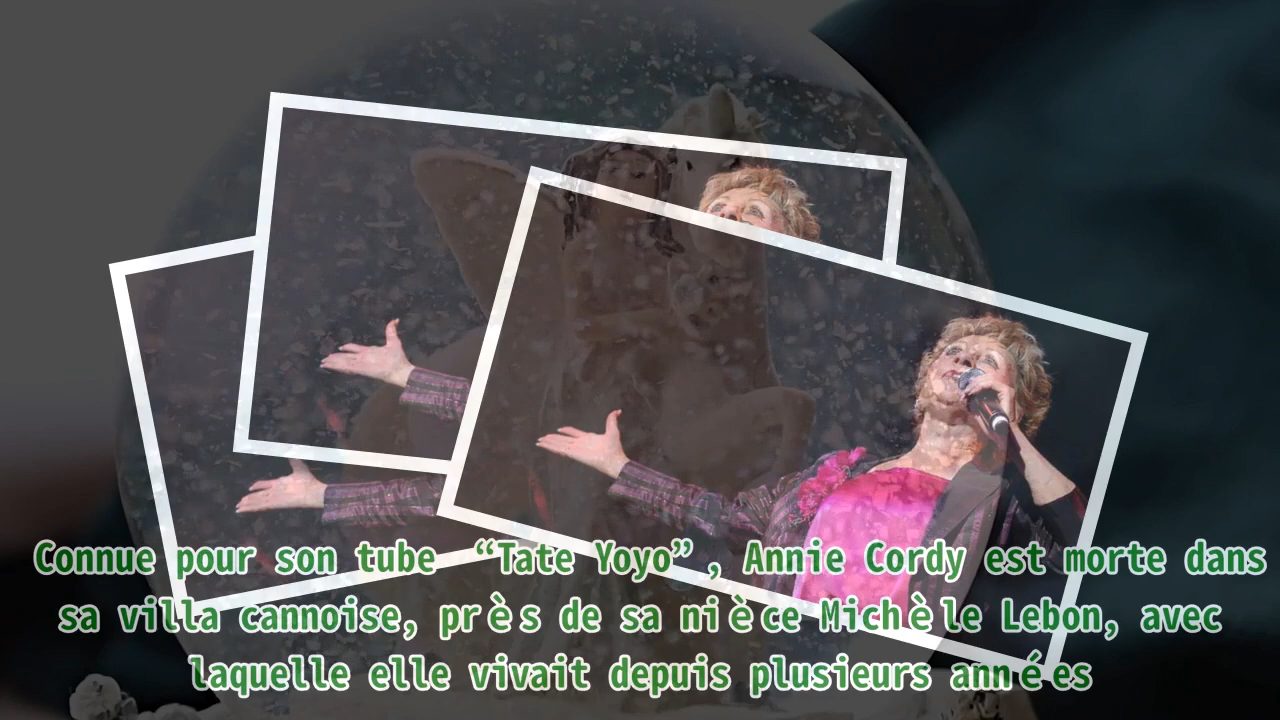 Connue pour son tube “Tate Yoyo”, Annie Cordy est morte dans
sa villa cannoise, près de sa nièce Michèle Lebon, avec
laquelle elle vivait depuis plusieurs années